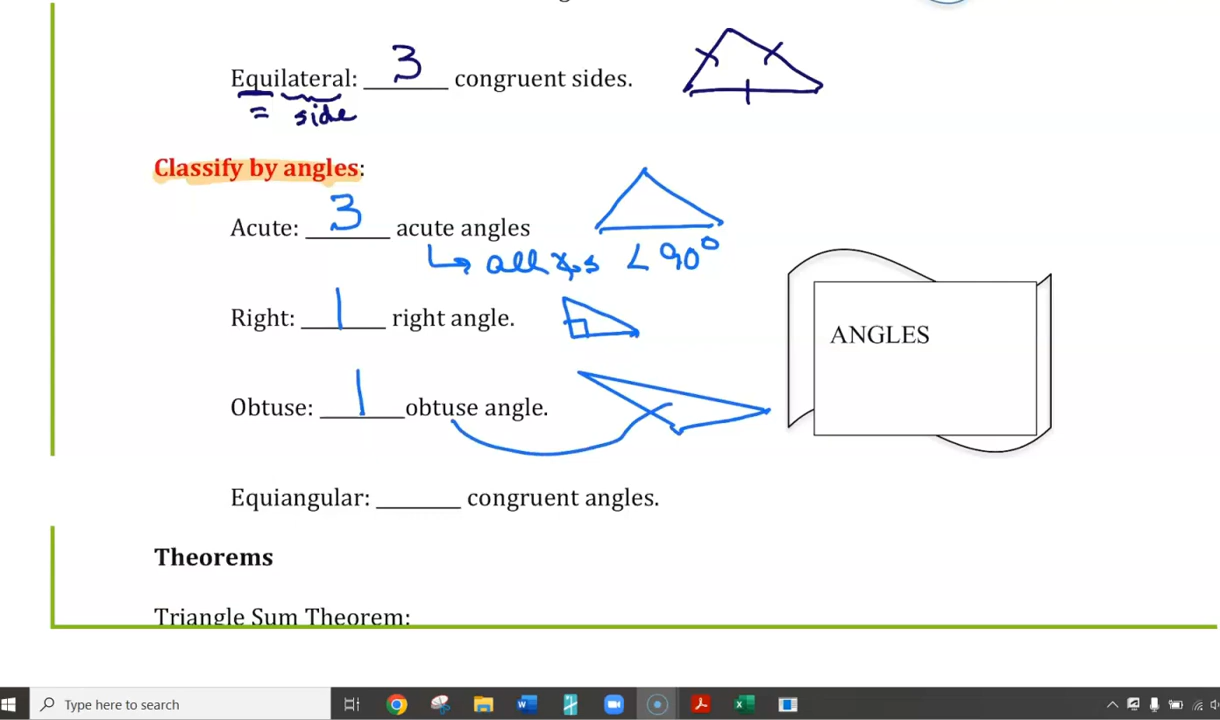 Equilateral: 3 congruent sides.
= side
Classify by angles:
Acute: 3 acute angles
↳ all ∡s < 90°
Right: 1 right angle.
ANGLES
Obtuse: 1 obtuse angle.
Equiangular: ______ congruent angles.
Theorems
Triangle Sum Theorem:
Type here to search